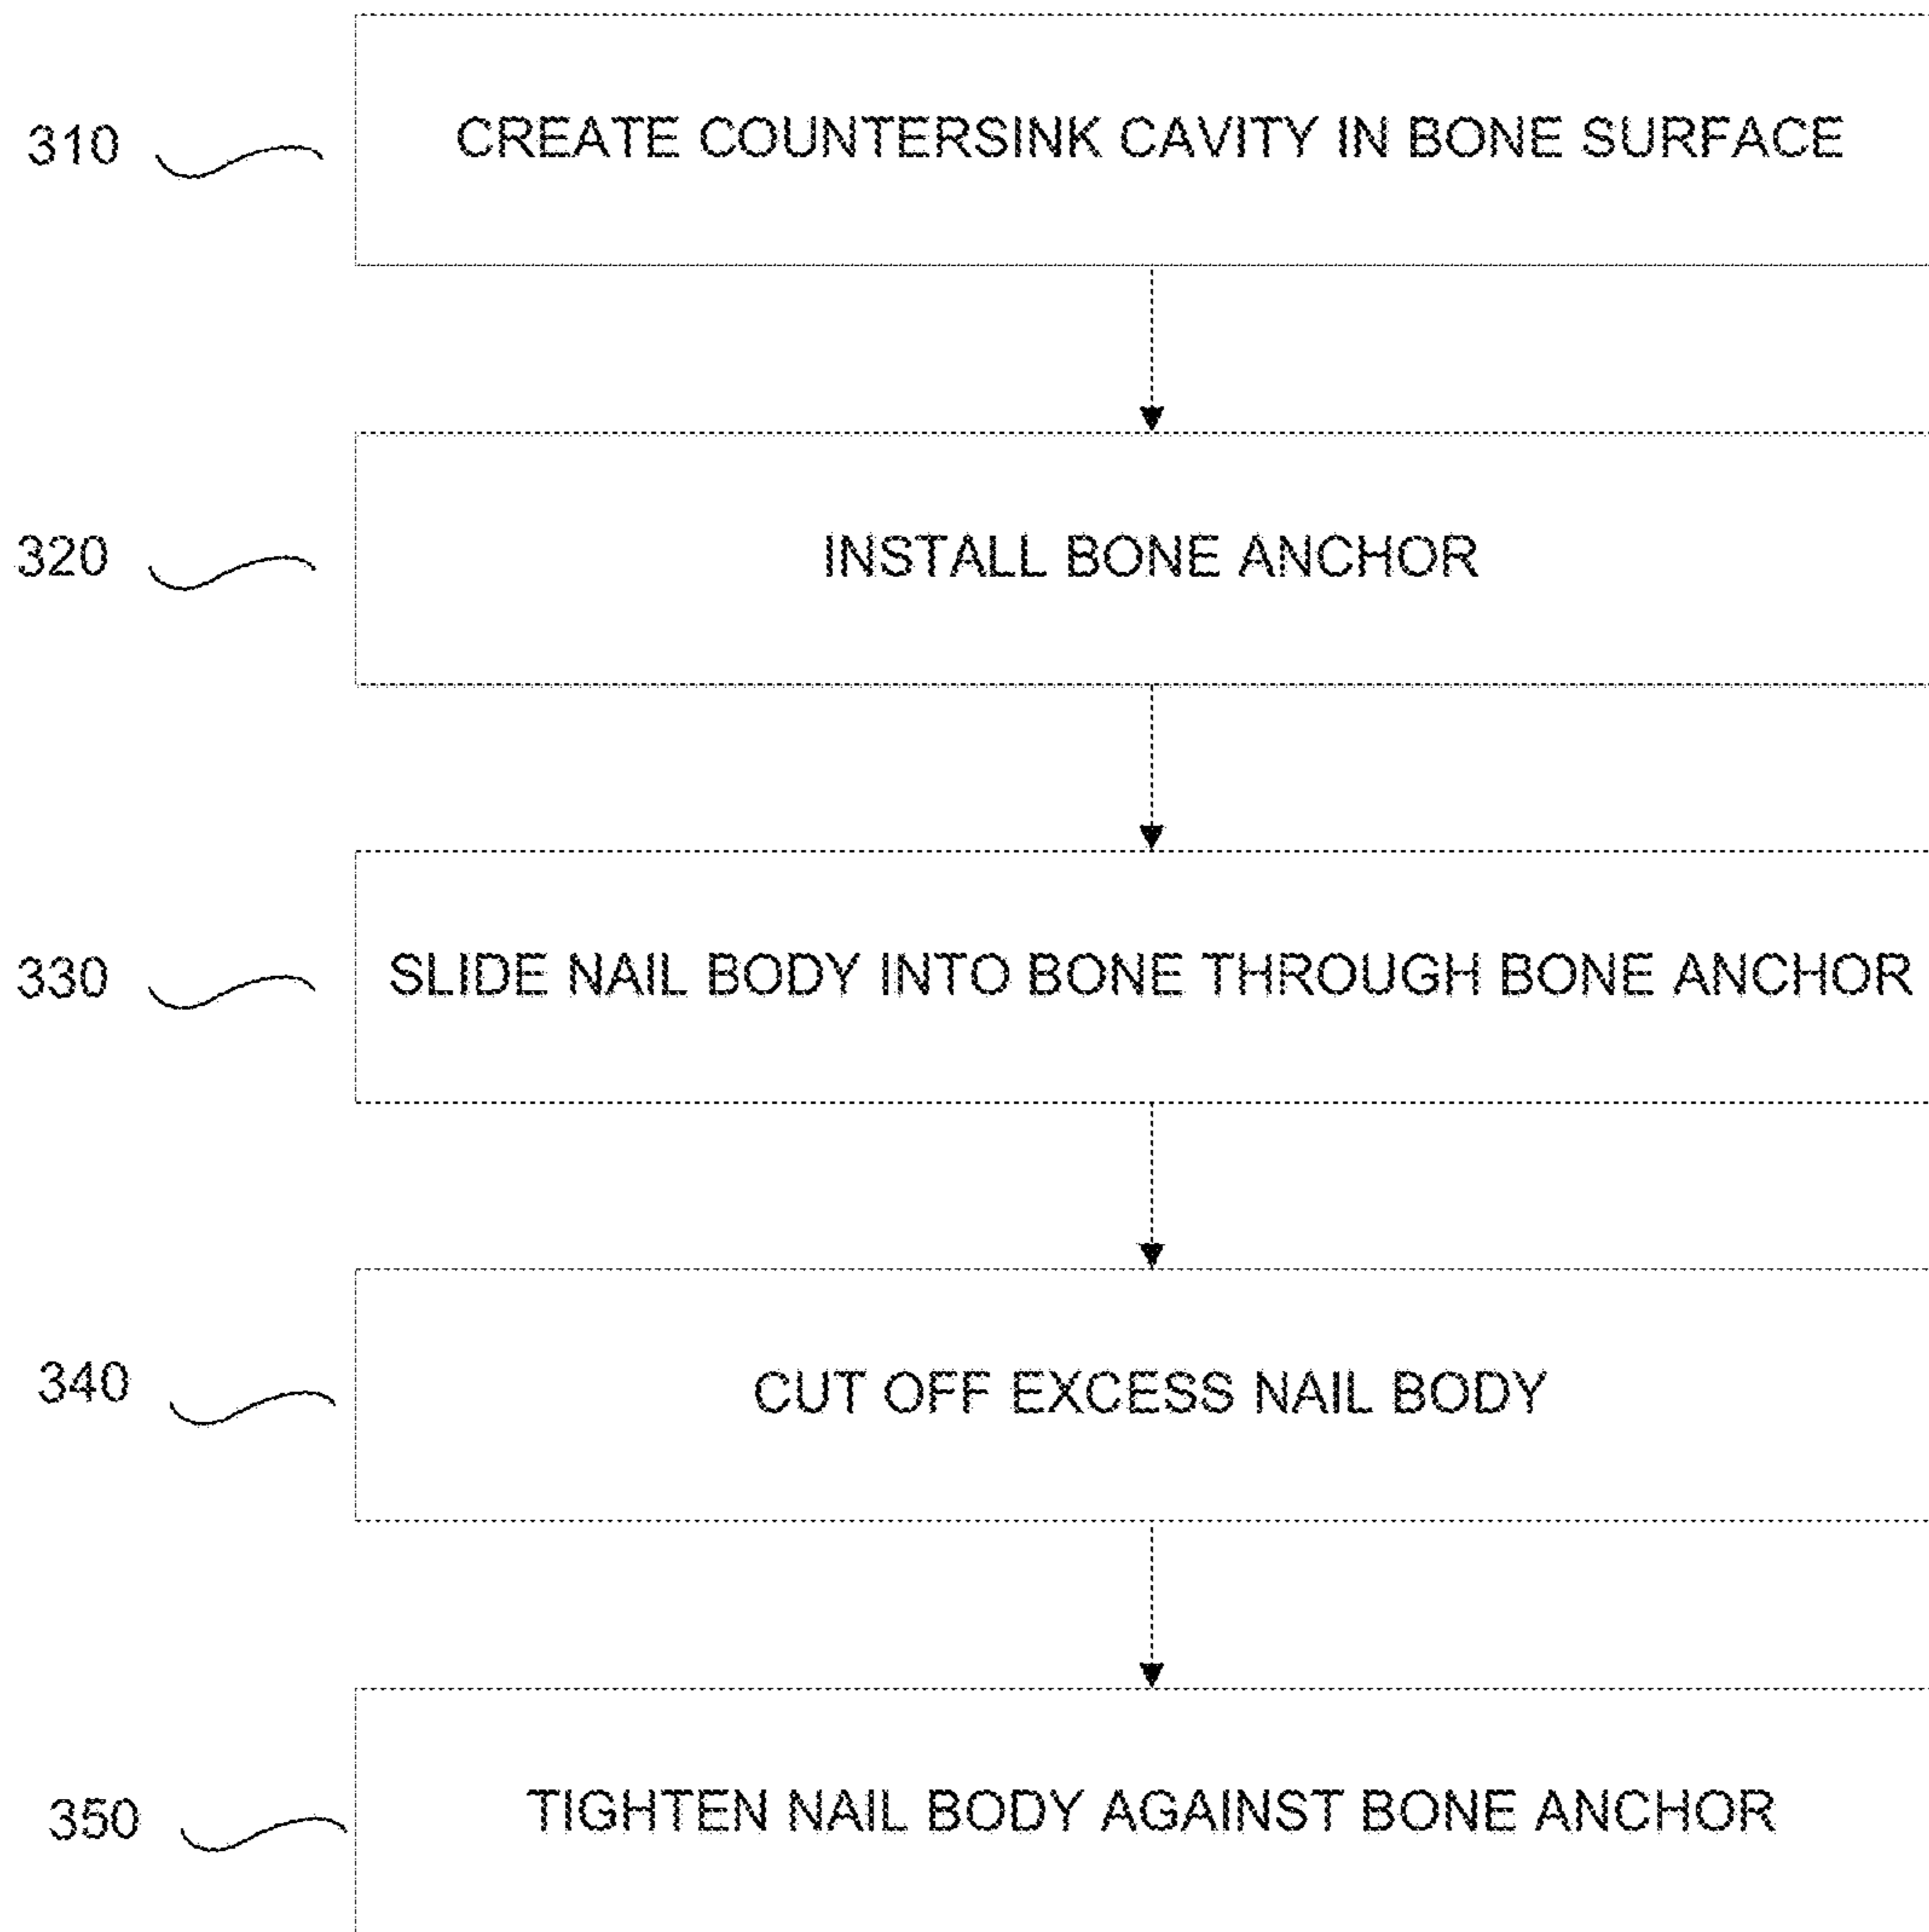 310 CREATE COUNTERSINK CAVITY IN BONE SURFACE
320 INSTALL BONE ANCHOR
330 SLIDE NAIL BODY INTO BONE THROUGH BONE ANCHOR
340 CUT OFF EXCESS NAIL BODY
350 TIGHTEN NAIL BODY AGAINST BONE ANCHOR